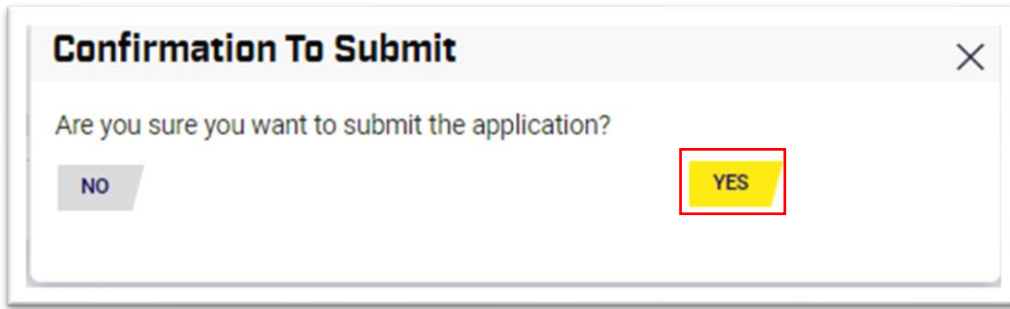 Confirmation To Submit
Are you sure you want to submit the application?
NO YES